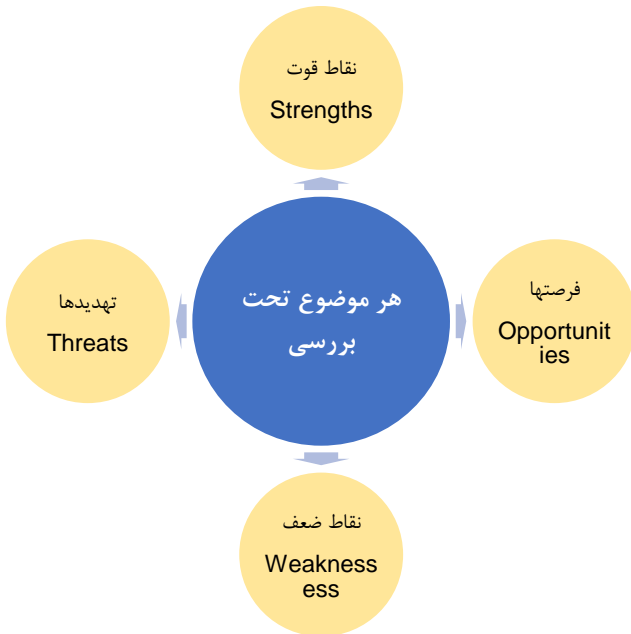 نقاط قوت
Strengths
هر موضوع تحت
بررسی
فرصتها
Opportunit
ies
تهدیدها
Threats
نقاط ضعف
Weakness
ess